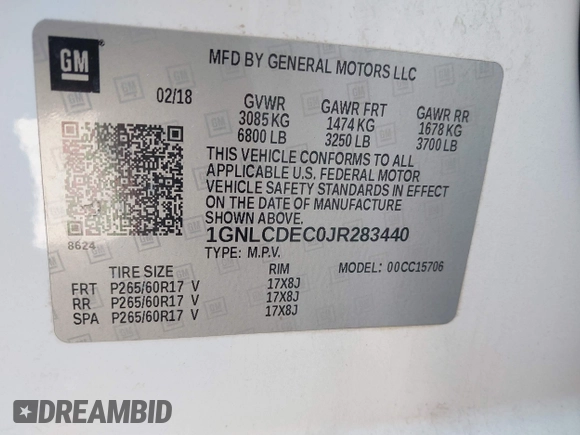 GM
MFD BY GENERAL MOTORS LLC
02/18
GVWR GAWR FRT GAWR RR
3085 KG 1474 KG 1678 KG
6800 LB 3250 LB 3700 LB
THIS VEHICLE CONFORMS TO ALL
APPLICABLE U.S. FEDERAL MOTOR
VEHICLE SAFETY STANDARDS IN EFFECT
ON THE DATE OF MANUFACTURE
SHOWN ABOVE.
8624
1GNLCDEC0JR283440
TYPE: M.P.V. MODEL: 00CC15706
TIRE SIZE RIM
FRT P265/60R17 V 17X8J
RR P265/60R17 V 17X8J
SPA P265/60R17 V 17X8J
DREAMBID